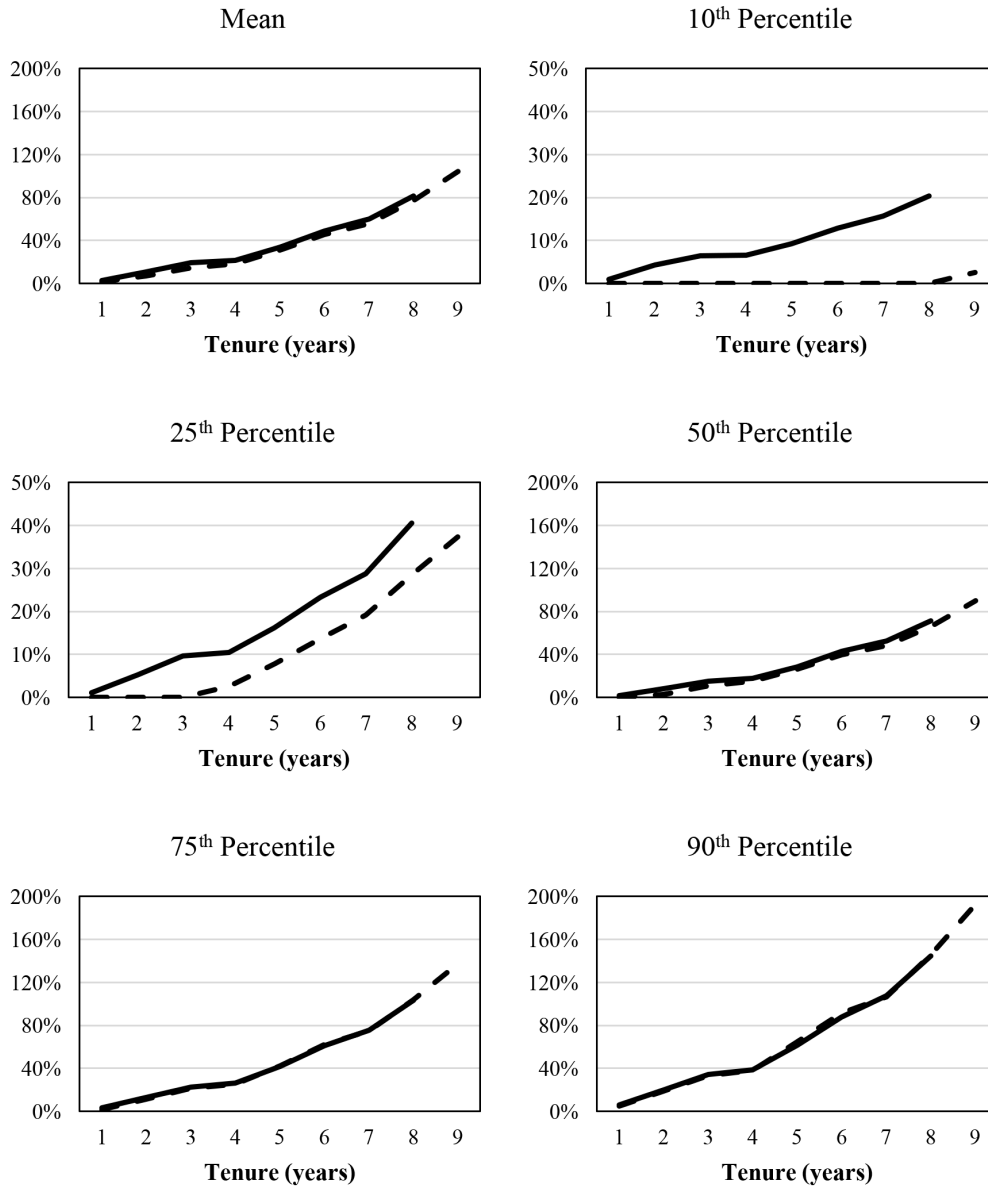 Mean
200%
160%
120%
80%
40%
0%
1 2 3 4 5 6 7 8 9
Tenure (years)
10th Percentile
50%
40%
30%
20%
10%
0%
1 2 3 4 5 6 7 8 9
Tenure (years)
25th Percentile
50%
40%
30%
20%
10%
0%
1 2 3 4 5 6 7 8 9
Tenure (years)
50th Percentile
200%
160%
120%
80%
40%
0%
1 2 3 4 5 6 7 8 9
Tenure (years)
75th Percentile
200%
160%
120%
80%
40%
0%
1 2 3 4 5 6 7 8 9
Tenure (years)
90th Percentile
200%
160%
120%
80%
40%
0%
1 2 3 4 5 6 7 8 9
Tenure (years)